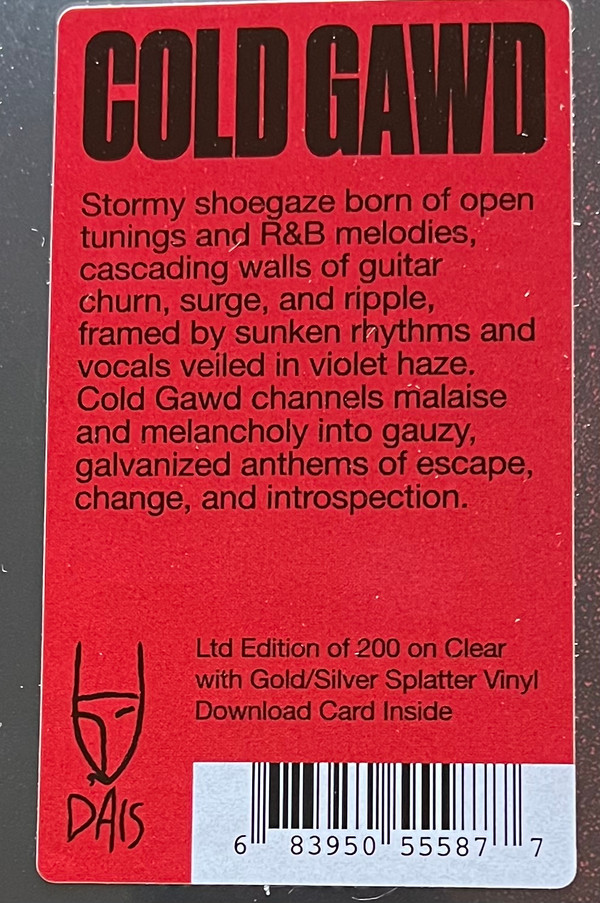 COLD GAWD
Stormy shoegaze born of open
tunings and R&B melodies,
cascading walls of guitar
churn, surge, and ripple,
framed by sunken rhythms and
vocals veiled in violet haze.
Cold Gawd channels malaise
and melancholy into gauzy,
galvanized anthems of escape,
change, and introspection.
Ltd Edition of 200 on Clear
with Gold/Silver Splatter Vinyl
Download Card Inside
DAIS
6 83950 55587 7